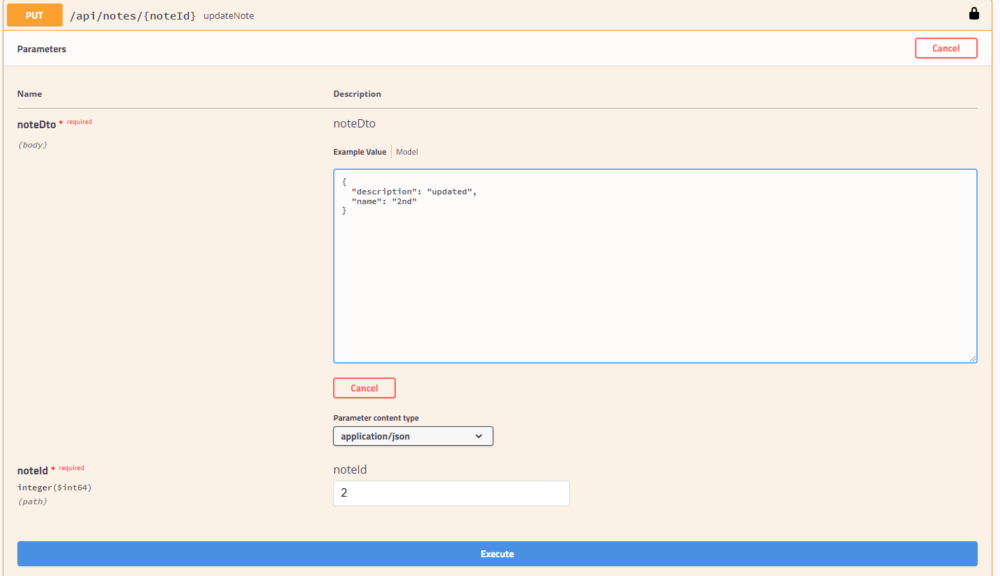 PUT /api/notes/{noteId} updateNote
Parameters Cancel
Name Description
noteDto * required noteDto
(body)
Example Value Model
{
"description": "updated",
"name": "2nd"
}
Cancel
Parameter content type
application/json
noteId * required noteId
integer($int64) 2
(path)
Execute